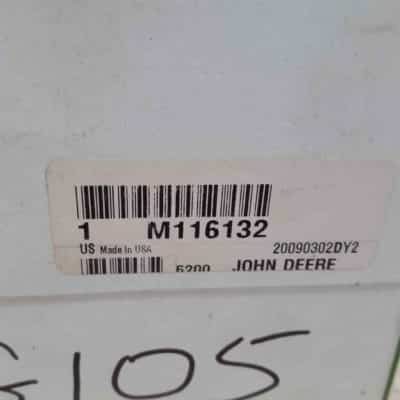 1 M116132
US Made In USA 20090302DY2
6200 JOHN DEERE
G105